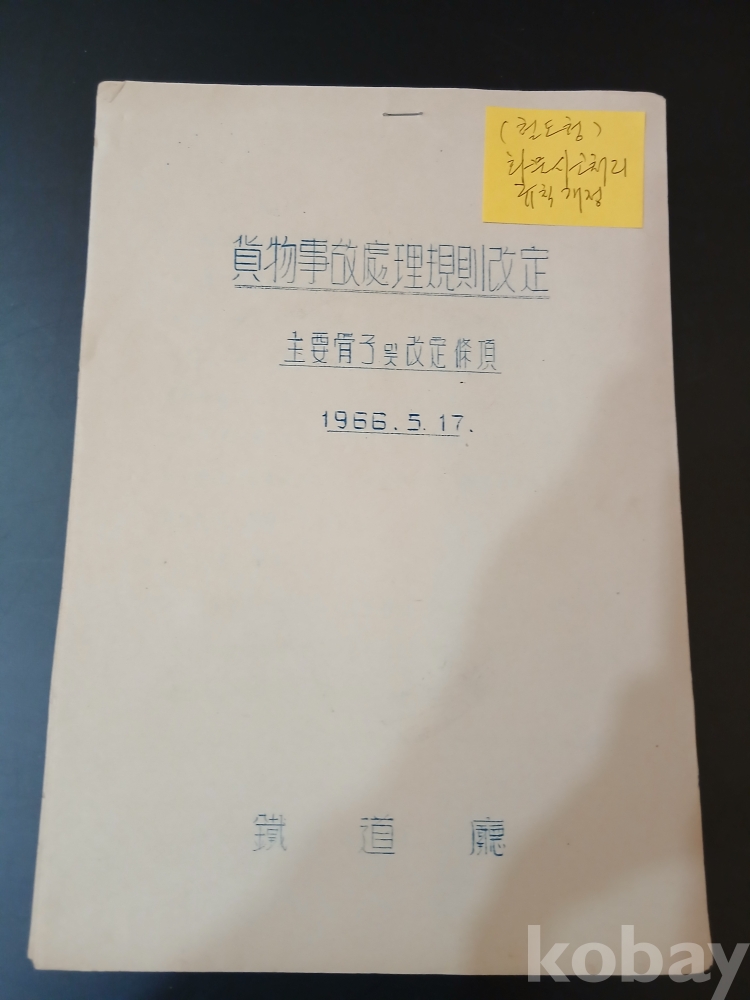 (철도청)
화물사고처리
규칙개정
貨物事故處理規則改定
主要骨子 및 改定條項
1966. 5. 17.
鐵 道 廳
kobay